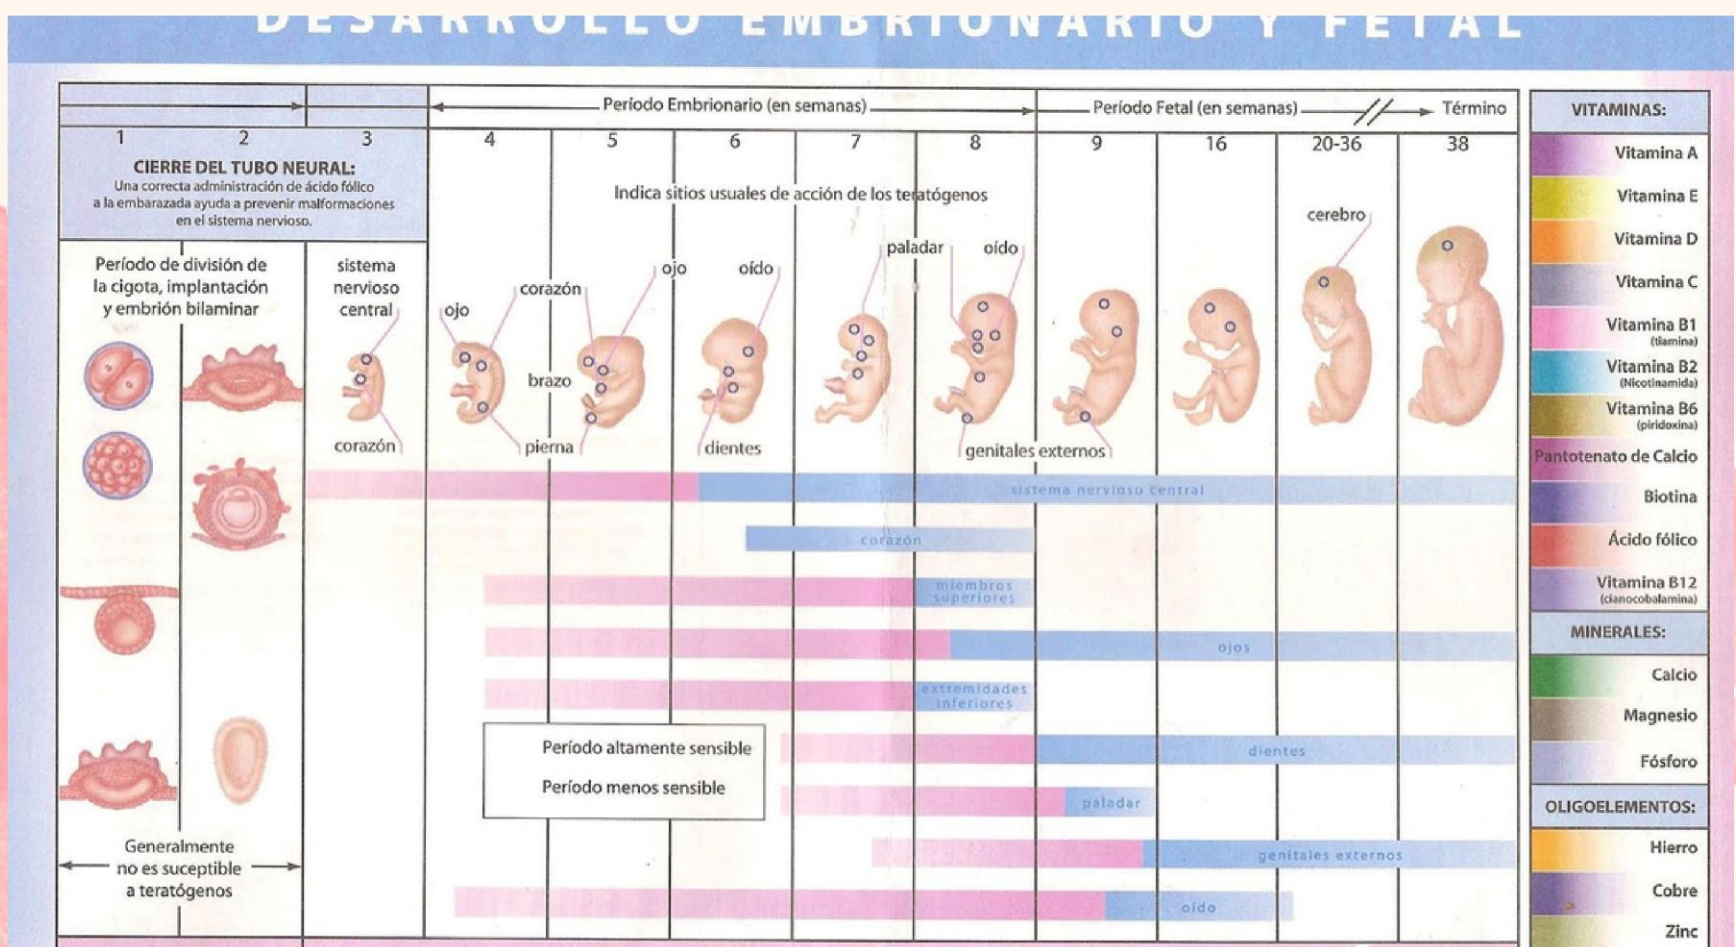 DESARROLLO EMBRIONARIO Y FETAL
Período Embrionario (en semanas)
Período Fetal (en semanas)
Término
1
2
3
4
5
6
7
8
9
16
20-36
38
CIERRE DEL TUBO NEURAL:
Una correcta administración de ácido fólico
a la embarazada ayuda a prevenir malformaciones
en el sistema nervioso.
Indica sitios usuales de acción de los teratógenos
Período de división de
la cigota, implantación
y embrión bilaminar
sistema
nervioso
central
corazón
ojo
corazón
brazo
pierna
ojo
oído
dientes
paladar
oído
genitales externos
cerebro
sistema nervioso central
corazón
miembros
superiores
ojos
extremidades
inferiores
Período altamente sensible
Período menos sensible
dientes
paladar
genitales externos
oído
Generalmente
no es suceptible
a teratógenos
VITAMINAS:
Vitamina A
Vitamina E
Vitamina D
Vitamina C
Vitamina B1
(tiamina)
Vitamina B2
(Nicotinamida)
Vitamina B6
(piridoxina)
Pantotenato de Calcio
Biotina
Ácido fólico
Vitamina B12
(cianocobalamina)
MINERALES:
Calcio
Magnesio
Fósforo
OLIGOELEMENTOS:
Hierro
Cobre
Zinc